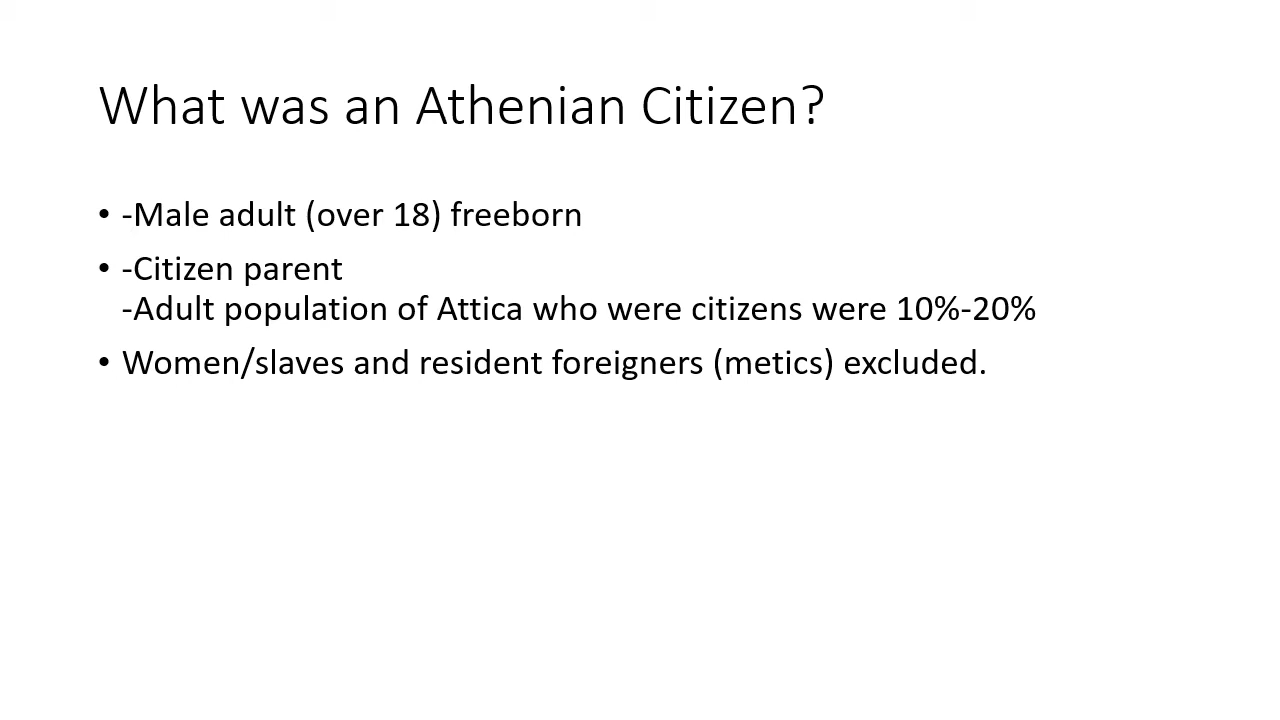 What was an Athenian Citizen?
• -Male adult (over 18) freeborn
• -Citizen parent
-Adult population of Attica who were citizens were 10%-20%
• Women/slaves and resident foreigners (metics) excluded.